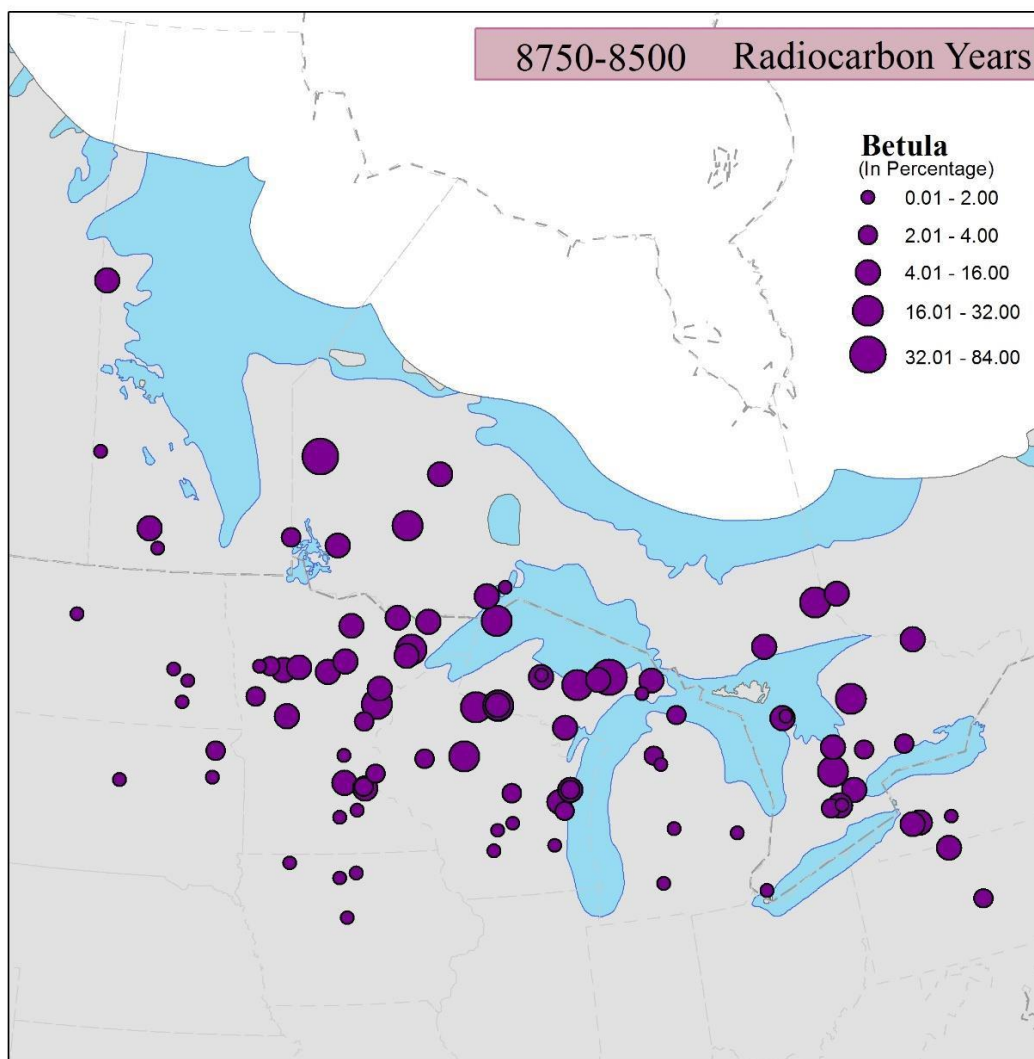 8750-8500 Radiocarbon Years
Betula
(In Percentage)
0.01 - 2.00
2.01 - 4.00
4.01 - 16.00
16.01 - 32.00
32.01 - 84.00